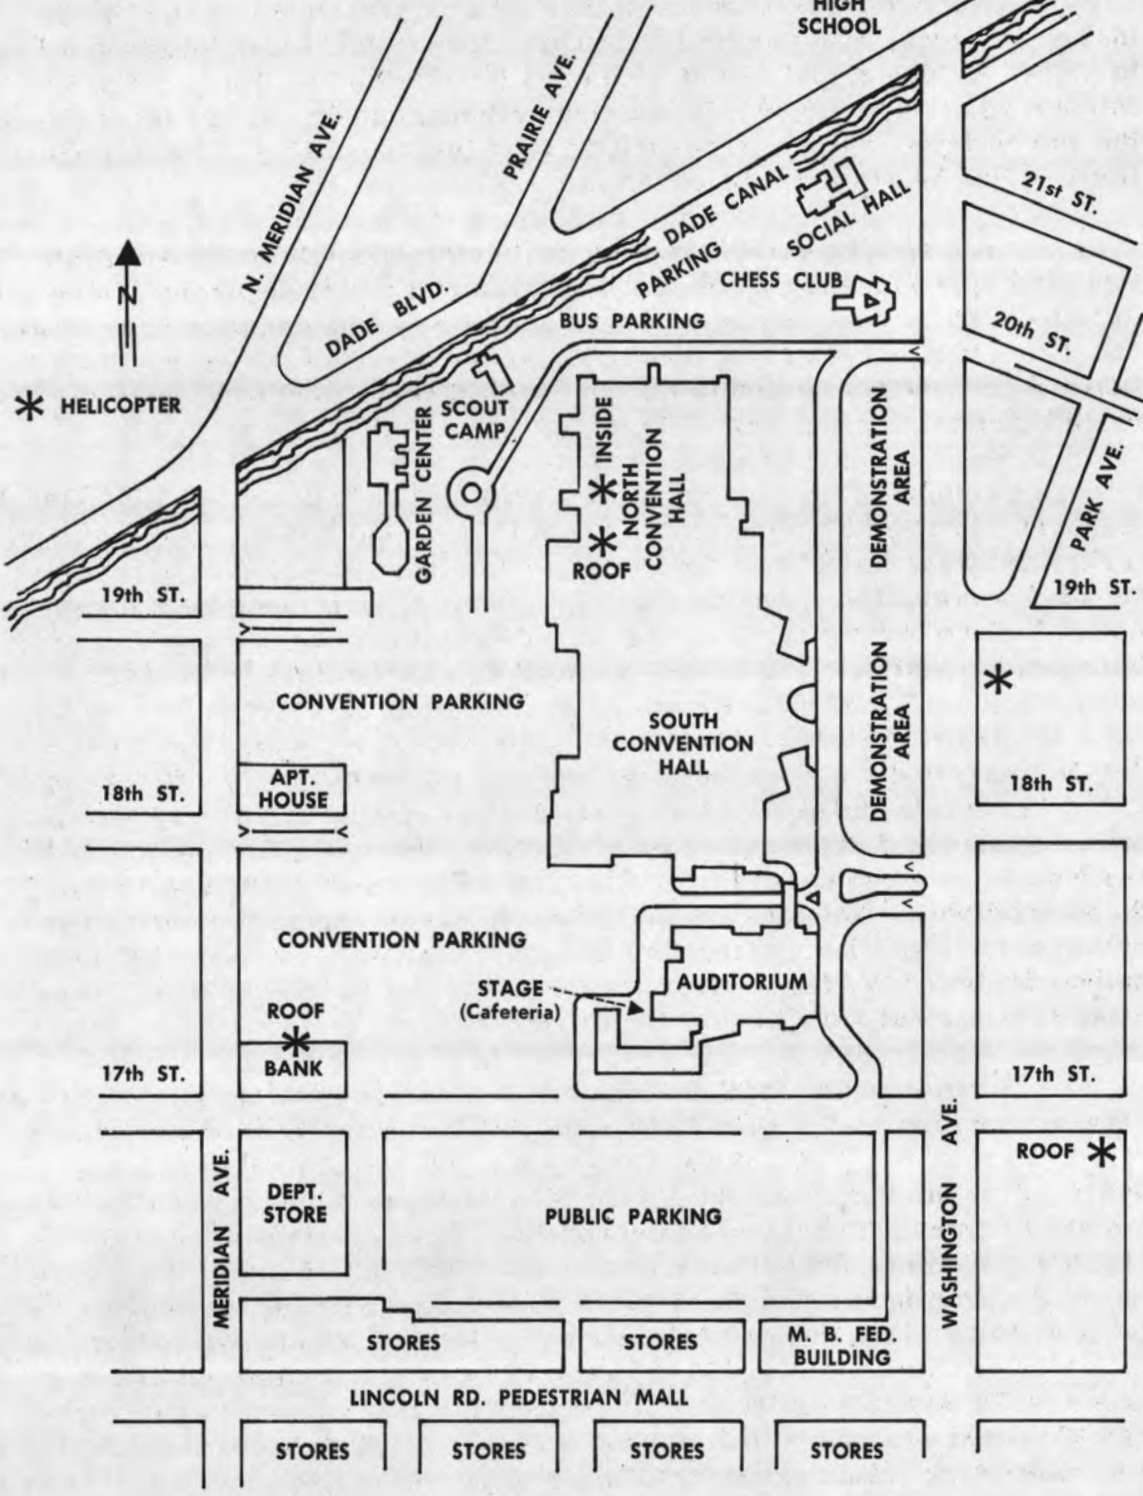 HIGH
SCHOOL
N. MERIDIAN AVE.
PRAIRIE AVE.
DADE BLVD.
DADE CANAL
PARKING
SOCIAL HALL
CHESS CLUB
BUS PARKING
21st ST.
20th ST.
N
HELICOPTER
SCOUT
CAMP
GARDEN CENTER
INSIDE
NORTH
CONVENTION
HALL
ROOF
DEMONSTRATION
AREA
PARK AVE.
19th ST.
19th ST.
CONVENTION PARKING
SOUTH
CONVENTION
HALL
DEMONSTRATION
AREA
APT.
HOUSE
18th ST.
18th ST.
CONVENTION PARKING
STAGE
(Cafeteria)
AUDITORIUM
ROOF
BANK
17th ST.
17th ST.
MERIDIAN AVE.
DEPT.
STORE
PUBLIC PARKING
WASHINGTON AVE.
ROOF
STORES
STORES
M. B. FED.
BUILDING
LINCOLN RD. PEDESTRIAN MALL
STORES
STORES
STORES
STORES